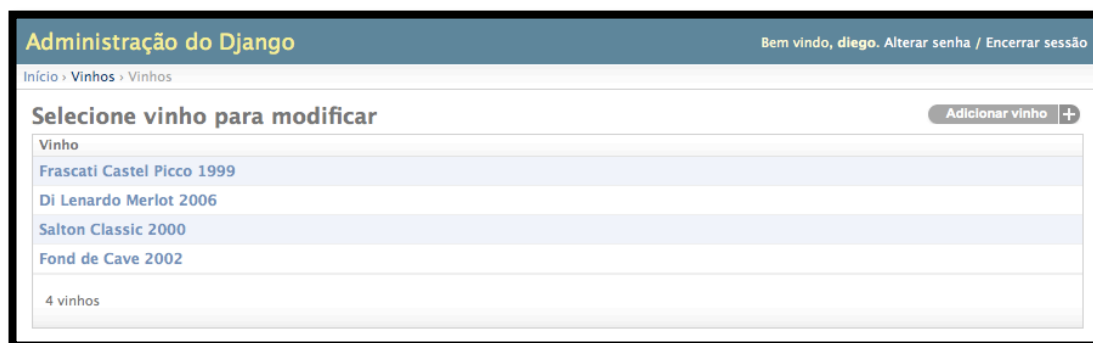 Administração do Django
Bem vindo, diego. Alterar senha / Encerrar sessão
Início › Vinhos › Vinhos
Selecione vinho para modificar
Adicionar vinho +
Vinho
Frascati Castel Picco 1999
Di Lenardo Merlot 2006
Salton Classic 2000
Fond de Cave 2002
4 vinhos